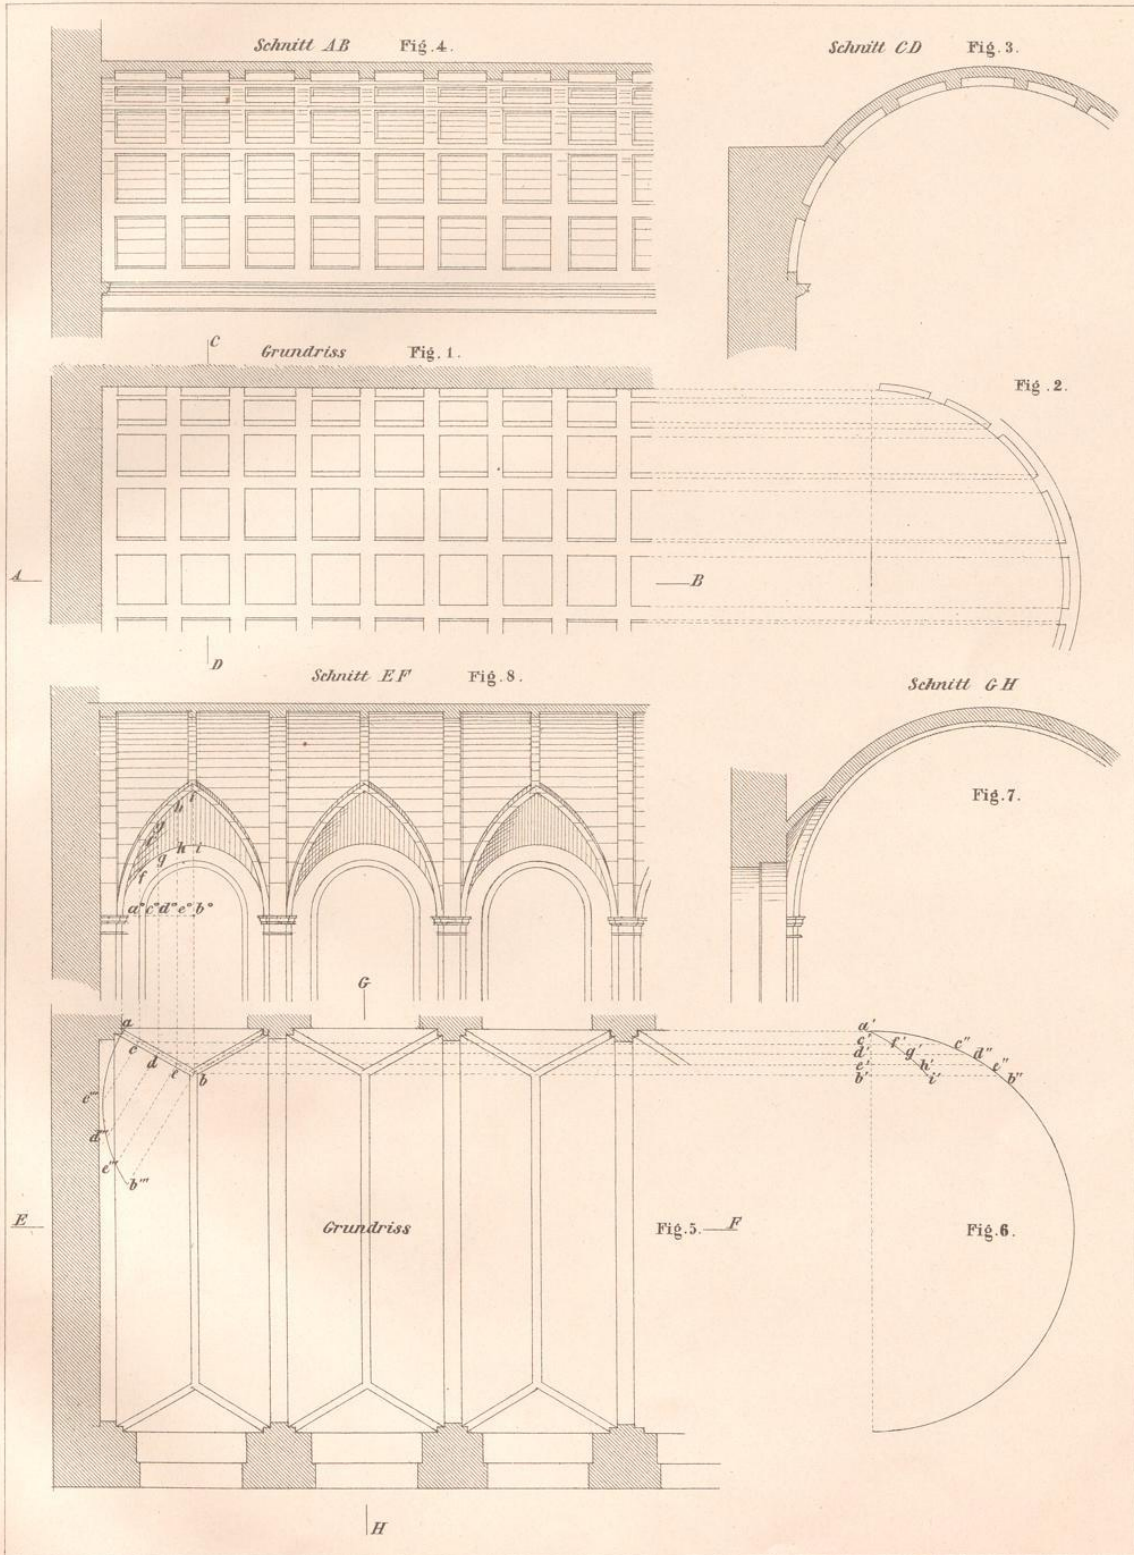 Schnitt AB Fig. 4.
Schnitt CD Fig. 3.
C
Grundriss Fig. 1.
Fig. 2.
A
B
D
Schnitt EF Fig. 8.
Schnitt GH
Fig. 7.
h i
g
e
g h i
f
a° c° d° e° b°
G
a
c
d
e b
c'''
d'''
e'''
b'''
a'
c' f' c''
d' g' d''
e' h' e''
b' i' b''
E
Grundriss
Fig. 5. F
Fig. 6.
H